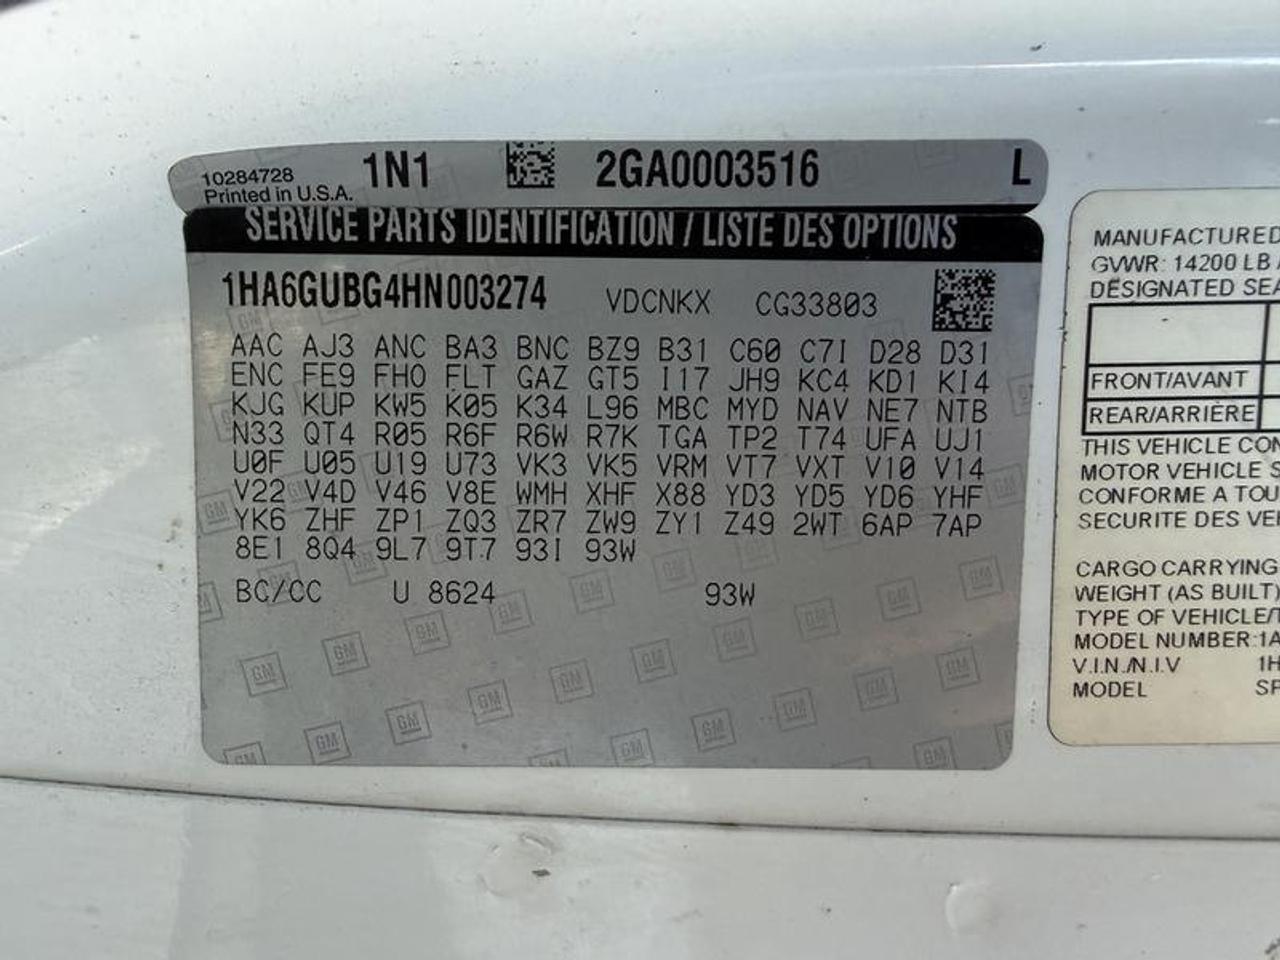 10284728
Printed in U.S.A.
1N1
2GA0003516
L
SERVICE PARTS IDENTIFICATION / LISTE DES OPTIONS
1HA6GUBG4HN003274 VDCNKX CG33803
AAC AJ3 ANC BA3 BNC BZ9 B31 C60 C7I D28 D31
ENC FE9 FHO FLT GAZ GT5 I17 JH9 KC4 KD1 KI4
KJG KUP KW5 K05 K34 L96 MBC MYD NAV NE7 NTB
N33 QT4 R05 R6F R6W R7K TGA TP2 T74 UFA UJ1
U0F U05 U19 U73 VK3 VK5 VRM VT7 VXT V10 V14
V22 V4D V46 V8E WMH XHF X88 YD3 YD5 YD6 YHF
YK6 ZHF ZP1 ZQ3 ZR7 ZW9 ZY1 Z49 2WT 6AP 7AP
8E1 8Q4 9L7 9T7 93I 93W
BC/CC U 8624 93W
MANUFACTURED
GVWR: 14200 LB
DESIGNATED SEA
FRONT/AVANT
REAR/ARRIÈRE
THIS VEHICLE CON
MOTOR VEHICLE S
CONFORME A TOU
SECURITE DES VE
CARGO CARRYING
WEIGHT (AS BUILT)
TYPE OF VEHICLE/
MODEL NUMBER:1A
V.I.N./N.I.V 1H
MODEL SP